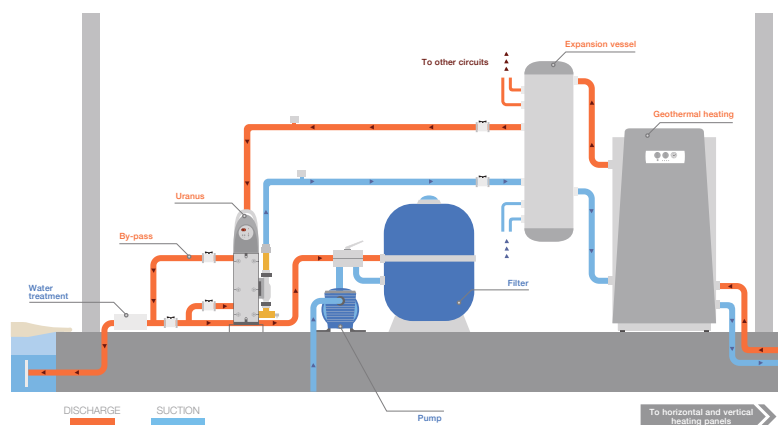 Expansion vessel
To other circuits
Geothermal heating
Uranus
By-pass
Water
treatment
Filter
Pump
DISCHARGE
SUCTION
To horizontal and vertical
heating panels